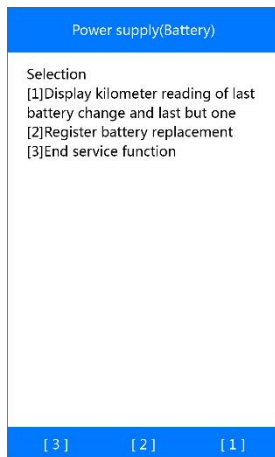 Power supply(Battery)
Selection
[1]Display kilometer reading of last
battery change and last but one
[2]Register battery replacement
[3]End service function
[ 3 ] [ 2 ] [ 1 ]